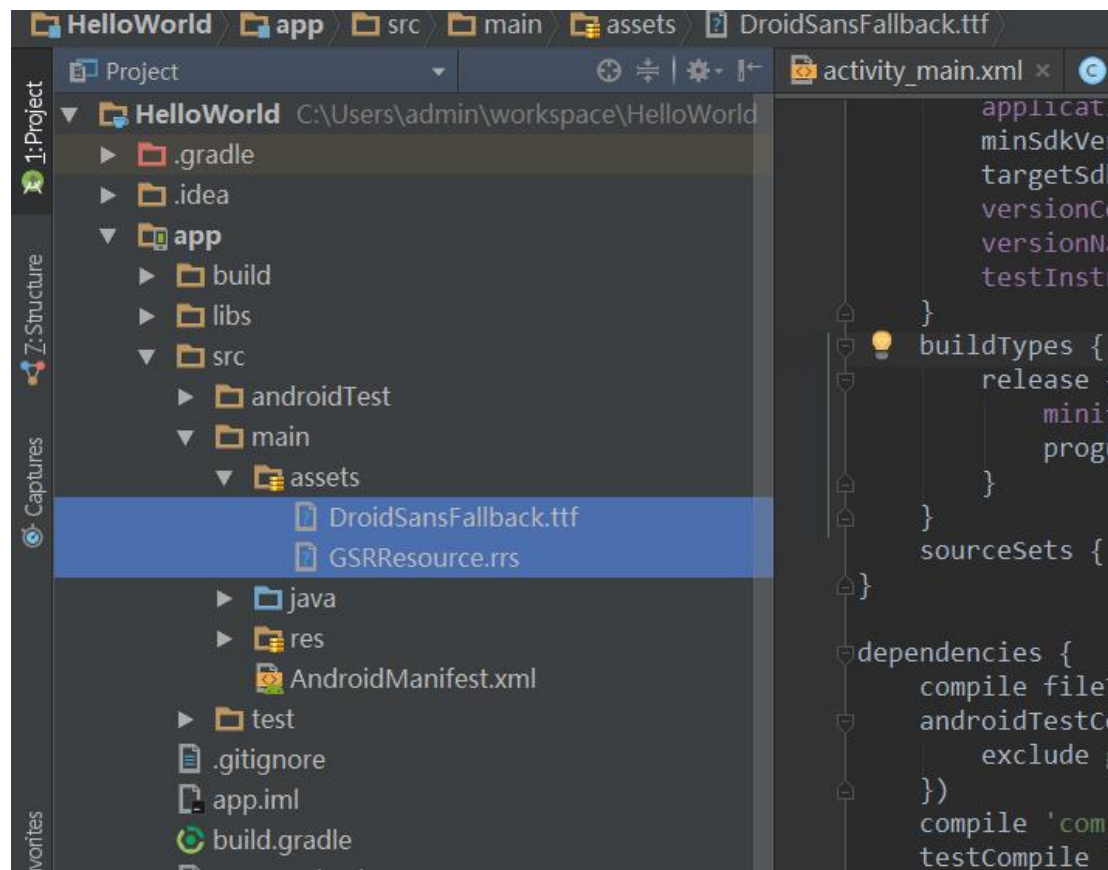 HelloWorld app src main assets DroidSansFallback.ttf
Project
activity_main.xml
1: Project
7: Structure
Captures
HelloWorld C:\Users\admin\workspace\HelloWorld
.gradle
.idea
app
build
libs
src
androidTest
main
assets
DroidSansFallback.ttf
GSRResource.rrs
java
res
AndroidManifest.xml
test
.gitignore
app.iml
build.gradle
applicat
minSdkVe
targetSd
versionC
versionN
testInst
}
buildTypes {
release
mini
prog
}
}
sourceSets {
}
dependencies {
compile file
androidTestC
exclude
})
compile 'com
testCompile